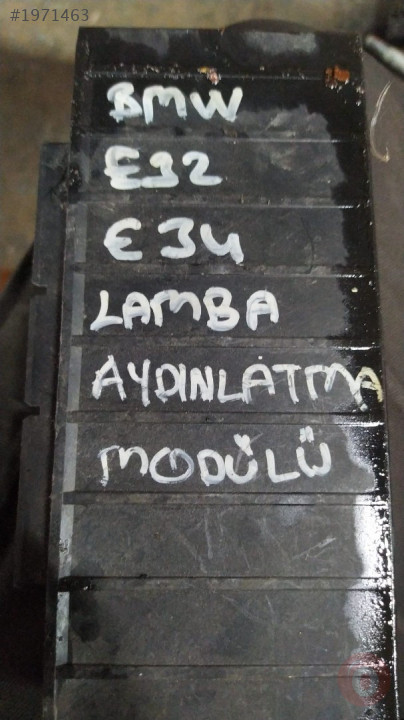 #1971463
BMW
E32
E34
LAMBA
AYDINLATMA
MODÜLÜ